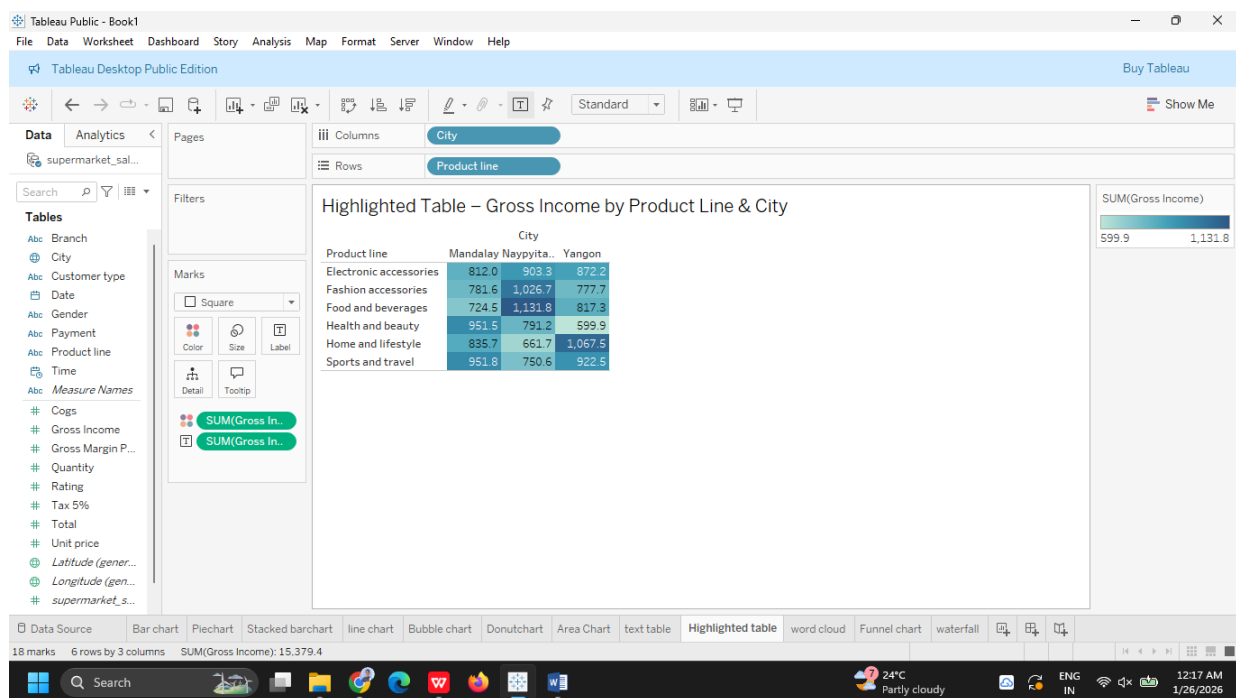 Tableau Public - Book1
File Data Worksheet Dashboard Story Analysis Map Format Server Window Help
Tableau Desktop Public Edition
Buy Tableau
Standard
Show Me
Data
Analytics
supermarket_sal...
Search
Tables
Abc Branch
City
Abc Customer type
Date
Abc Gender
Abc Payment
Abc Product line
Time
Abc Measure Names
# Cogs
# Gross Income
# Gross Margin P...
# Quantity
# Rating
# Tax 5%
# Total
# Unit price
Latitude (gener...
Longitude (gen...
# supermarket_s...
Pages
Filters
Marks
Square
Color
Size
T
Label
Detail
Tooltip
SUM(Gross In..
T SUM(Gross In..
iii Columns
City
Rows
Product line
Highlighted Table – Gross Income by Product Line & City
City
Product line Mandalay Naypyita.. Yangon
Electronic accessories 812.0 903.3 872.2
Fashion accessories 781.6 1,026.7 777.7
Food and beverages 724.5 1,131.8 817.3
Health and beauty 951.5 791.2 599.9
Home and lifestyle 835.7 661.7 1,067.5
Sports and travel 951.8 750.6 922.5
SUM(Gross Income)
599.9 1,131.8
Data Source Bar chart Piechart Stacked barchart line chart Bubble chart Donutchart Area Chart text table Highlighted table word cloud Funnel chart waterfall
18 marks 6 rows by 3 columns SUM(Gross Income): 15,379.4
Search
7
24°C
Partly cloudy
ENG
IN
12:17 AM
1/26/2026